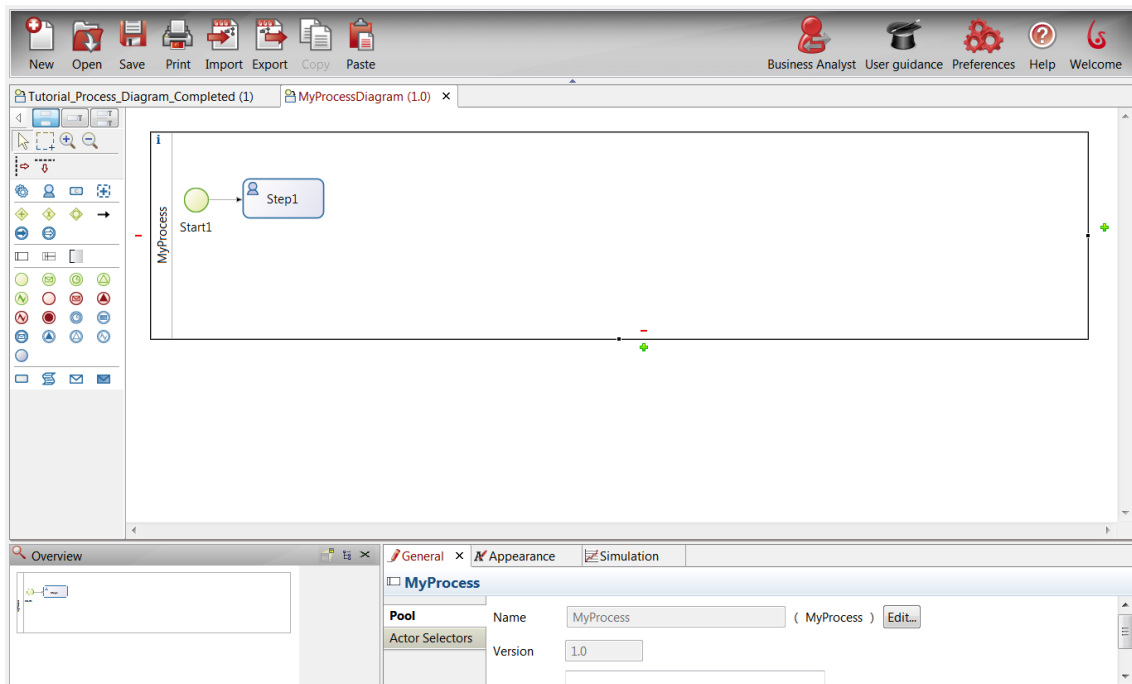 New Open Save Print Import Export Copy Paste Business Analyst User guidance Preferences Help Welcome
Tutorial_Process_Diagram_Completed (1) MyProcessDiagram (1.0)
i
MyProcess
Step1
Start1
Overview
General Appearance Simulation
MyProcess
Pool
Name MyProcess ( MyProcess ) Edit...
Actor Selectors
Version 1.0